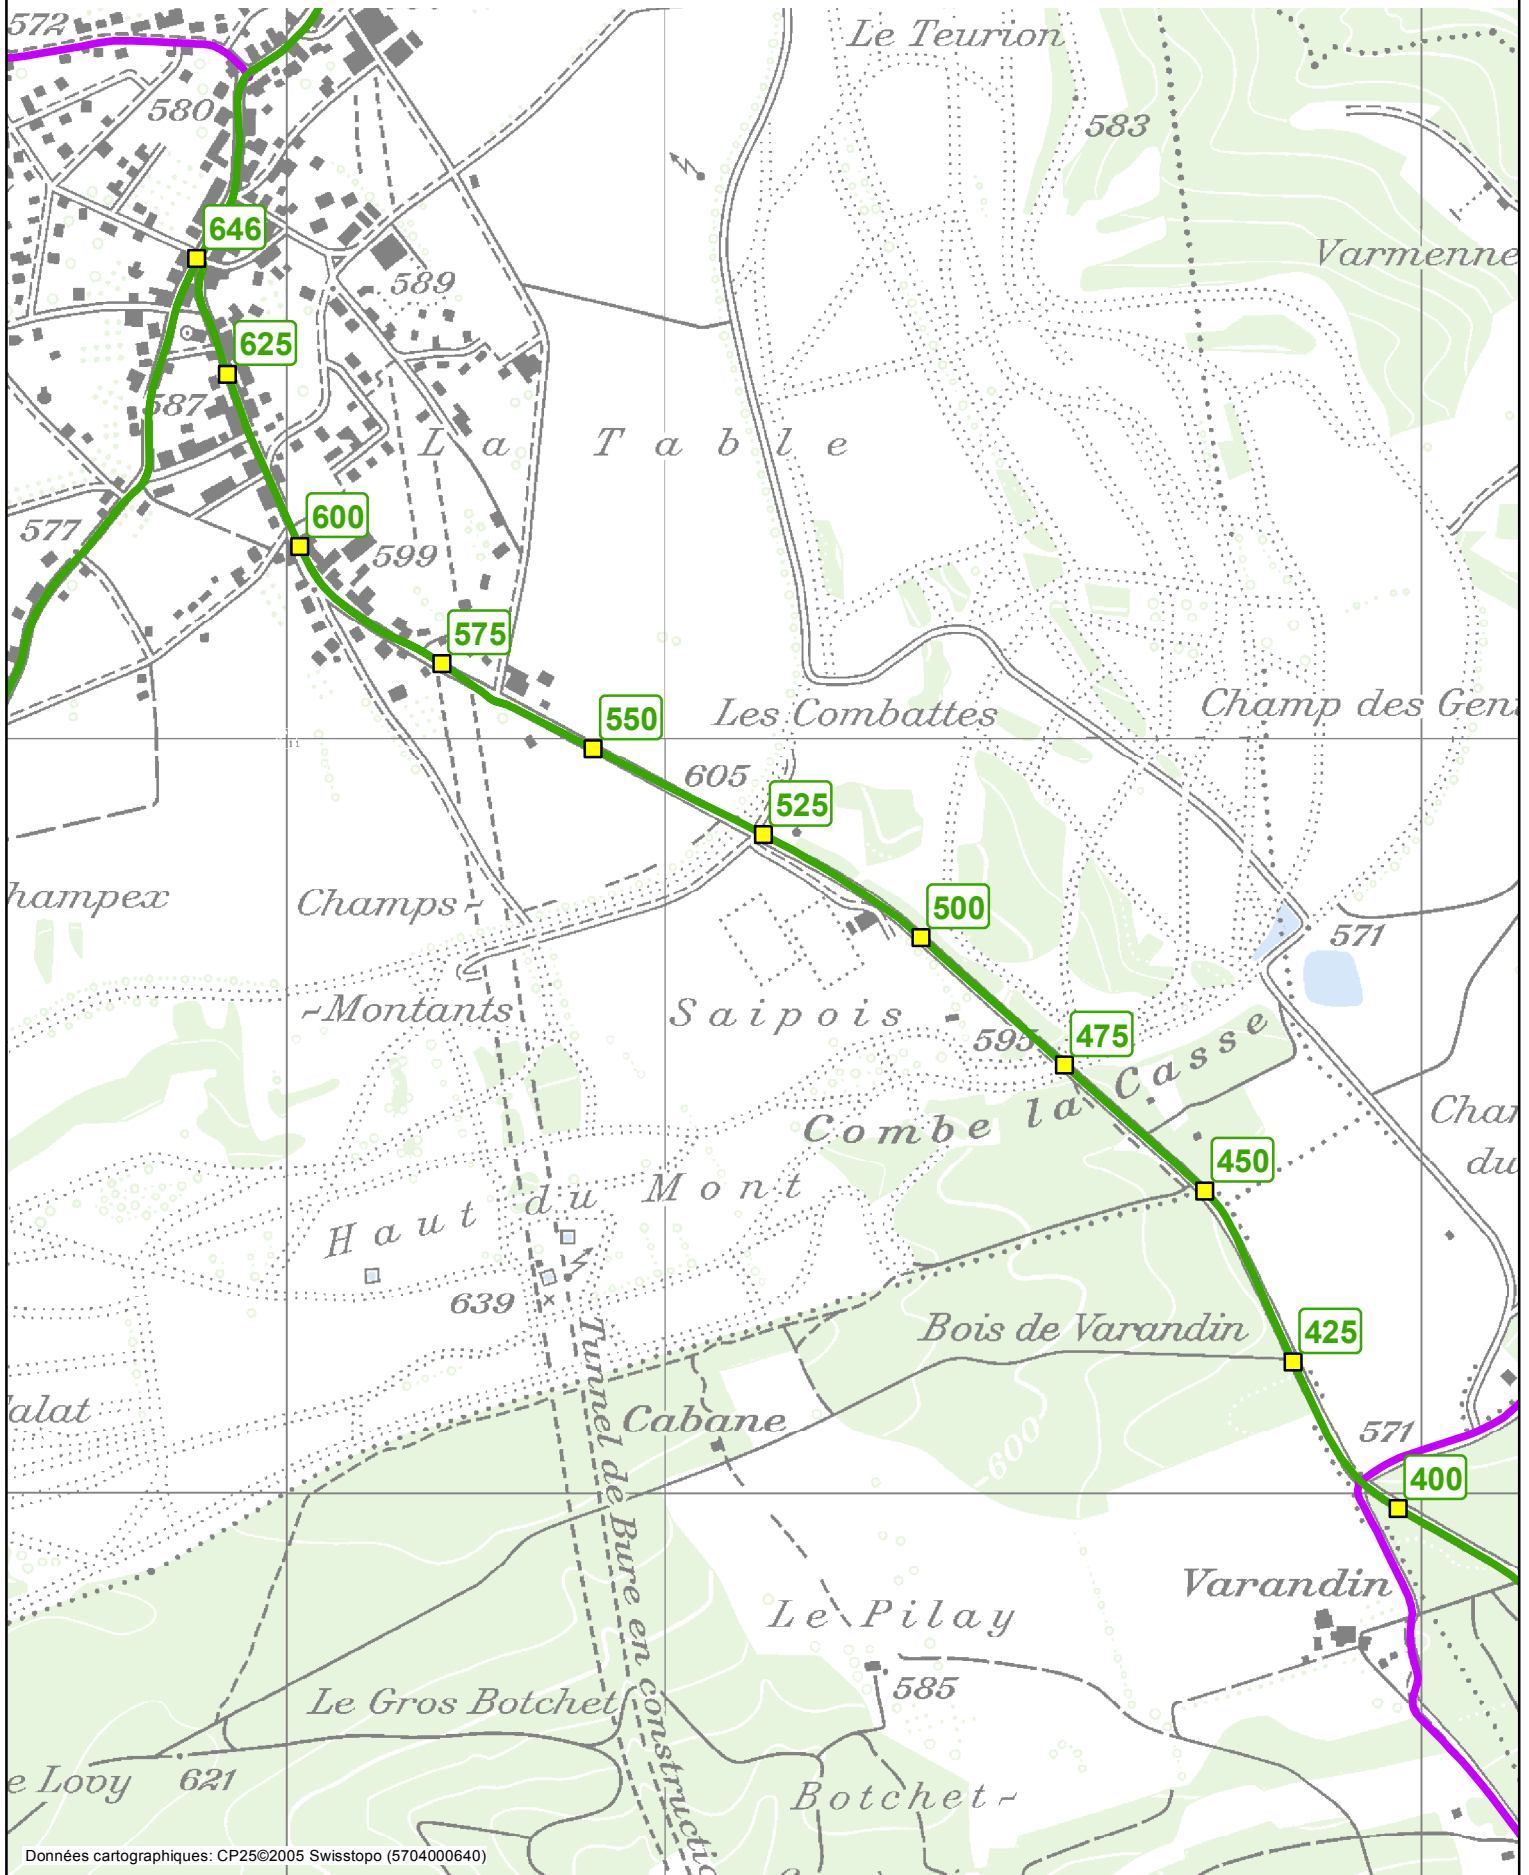 572
Le Teurion
580
583
646
Varmenne
589
625
587
La Table
600
577
599
575
550
Les Combattes
Champ des Gen
11
605
525
hampex
Champs-
500
571
-Montants
Saipois
595
475
Combe la Casse
Char
du
450
Haut du Mont
639
Bois de Varandin
425
alat
Cabane
600
571
400
Tunnel de Bure en constructio
Varandin
Le Pilay
585
Le Gros Botchet
e Lovy
621
Botchet-
Données cartographiques: CP25©2005 Swisstopo (5704000640)